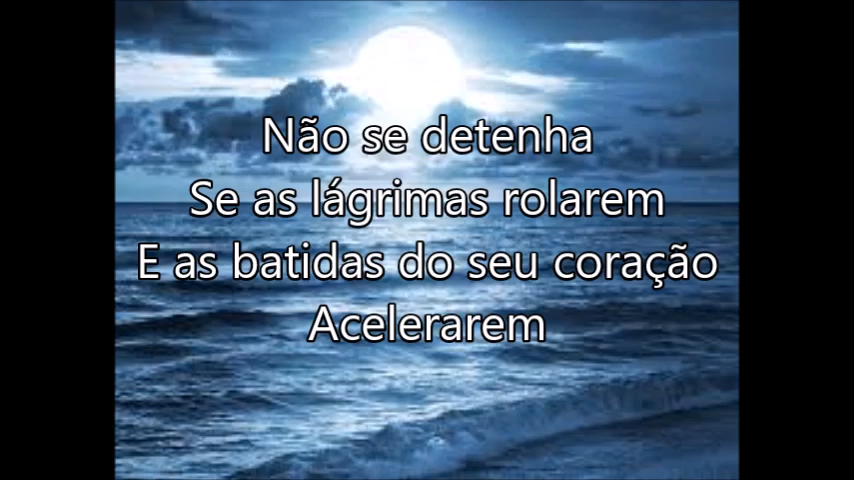 Não se detenha
Se as lágrimas rolarem
E as batidas do seu coração
Acelerarem